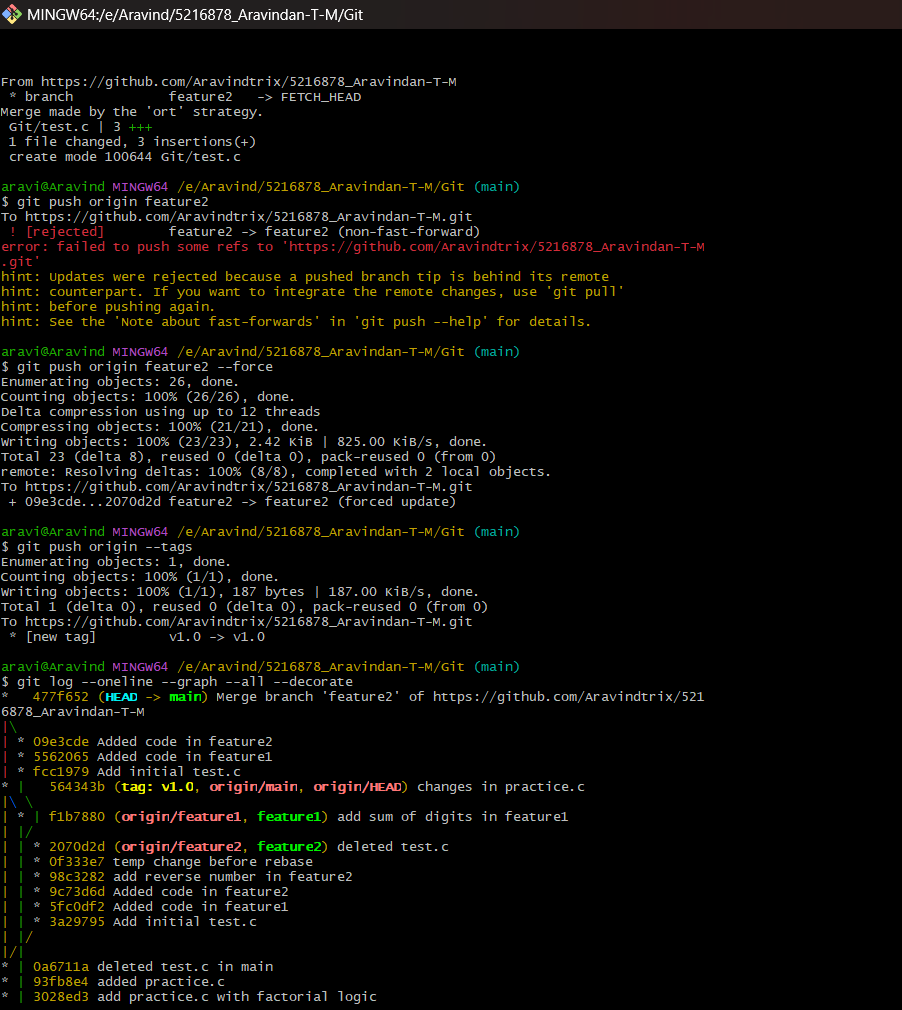 MINGW64:/e/Aravind/5216878_Aravindan-T-M/Git
From https://github.com/Aravindtrix/5216878_Aravindan-T-M
 * branch            feature2   -> FETCH_HEAD
Merge made by the 'ort' strategy.
 Git/test.c | 3 +++
 1 file changed, 3 insertions(+)
 create mode 100644 Git/test.c
aravi@Aravind MINGW64 /e/Aravind/5216878_Aravindan-T-M/Git (main)
$ git push origin feature2
To https://github.com/Aravindtrix/5216878_Aravindan-T-M.git
 ! [rejected]        feature2 -> feature2 (non-fast-forward)
error: failed to push some refs to 'https://github.com/Aravindtrix/5216878_Aravindan-T-M
.git'
hint: Updates were rejected because a pushed branch tip is behind its remote
hint: counterpart. If you want to integrate the remote changes, use 'git pull'
hint: before pushing again.
hint: See the 'Note about fast-forwards' in 'git push --help' for details.
aravi@Aravind MINGW64 /e/Aravind/5216878_Aravindan-T-M/Git (main)
$ git push origin feature2 --force
Enumerating objects: 26, done.
Counting objects: 100% (26/26), done.
Delta compression using up to 12 threads
Compressing objects: 100% (21/21), done.
Writing objects: 100% (23/23), 2.42 KiB | 825.00 KiB/s, done.
Total 23 (delta 8), reused 0 (delta 0), pack-reused 0 (from 0)
remote: Resolving deltas: 100% (8/8), completed with 2 local objects.
To https://github.com/Aravindtrix/5216878_Aravindan-T-M.git
 + 09e3cde...2070d2d feature2 -> feature2 (forced update)
aravi@Aravind MINGW64 /e/Aravind/5216878_Aravindan-T-M/Git (main)
$ git push origin --tags
Enumerating objects: 1, done.
Counting objects: 100% (1/1), done.
Writing objects: 100% (1/1), 187 bytes | 187.00 KiB/s, done.
Total 1 (delta 0), reused 0 (delta 0), pack-reused 0 (from 0)
To https://github.com/Aravindtrix/5216878_Aravindan-T-M.git
 * [new tag]         v1.0 -> v1.0
aravi@Aravind MINGW64 /e/Aravind/5216878_Aravindan-T-M/Git (main)
$ git log --oneline --graph --all --decorate
*   477f652 (HEAD -> main) Merge branch 'feature2' of https://github.com/Aravindtrix/521
6878_Aravindan-T-M
|\
| * 09e3cde Added code in feature2
| * 5562065 Added code in feature1
| * fcc1979 Add initial test.c
* |   564343b (tag: v1.0, origin/main, origin/HEAD) changes in practice.c
|\ \
| * | f1b7880 (origin/feature1, feature1) add sum of digits in feature1
| |/
| | * 2070d2d (origin/feature2, feature2) deleted test.c
| | * 0f333e7 temp change before rebase
| | * 98c3282 add reverse number in feature2
| | * 9c73d6d Added code in feature2
| | * 5fc0df2 Added code in feature1
| | * 3a29795 Add initial test.c
| |/
|/|
* | 0a6711a deleted test.c in main
* | 93fb8e4 added practice.c
* | 3028ed3 add practice.c with factorial logic